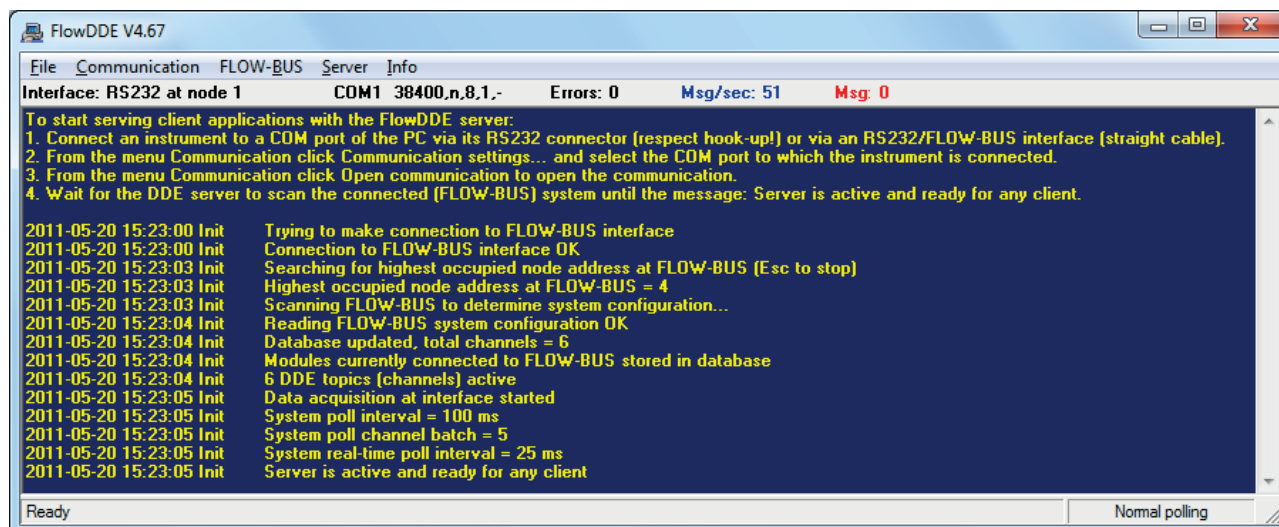 FlowDDE V4.67
File Communication FLOW-BUS Server Info
Interface: RS232 at node 1 COM1 38400,n,8,1,- Errors: 0 Msg/sec: 51 Msg: 0
To start serving client applications with the FlowDDE server:
1. Connect an instrument to a COM port of the PC via its RS232 connector (respect hook-up!) or via an RS232/FLOW-BUS interface (straight cable).
2. From the menu Communication click Communication settings... and select the COM port to which the instrument is connected.
3. From the menu Communication click Open communication to open the communication.
4. Wait for the DDE server to scan the connected (FLOW-BUS) system until the message: Server is active and ready for any client.
2011-05-20 15:23:00 Init Trying to make connection to FLOW-BUS interface
2011-05-20 15:23:00 Init Connection to FLOW-BUS interface OK
2011-05-20 15:23:03 Init Searching for highest occupied node address at FLOW-BUS (Esc to stop)
2011-05-20 15:23:03 Init Highest occupied node address at FLOW-BUS = 4
2011-05-20 15:23:03 Init Scanning FLOW-BUS to determine system configuration...
2011-05-20 15:23:04 Init Reading FLOW-BUS system configuration OK
2011-05-20 15:23:04 Init Database updated, total channels = 6
2011-05-20 15:23:04 Init Modules currently connected to FLOW-BUS stored in database
2011-05-20 15:23:04 Init 6 DDE topics (channels) active
2011-05-20 15:23:05 Init Data acquisition at interface started
2011-05-20 15:23:05 Init System poll interval = 100 ms
2011-05-20 15:23:05 Init System poll channel batch = 5
2011-05-20 15:23:05 Init System real-time poll interval = 25 ms
2011-05-20 15:23:05 Init Server is active and ready for any client
Ready Normal polling